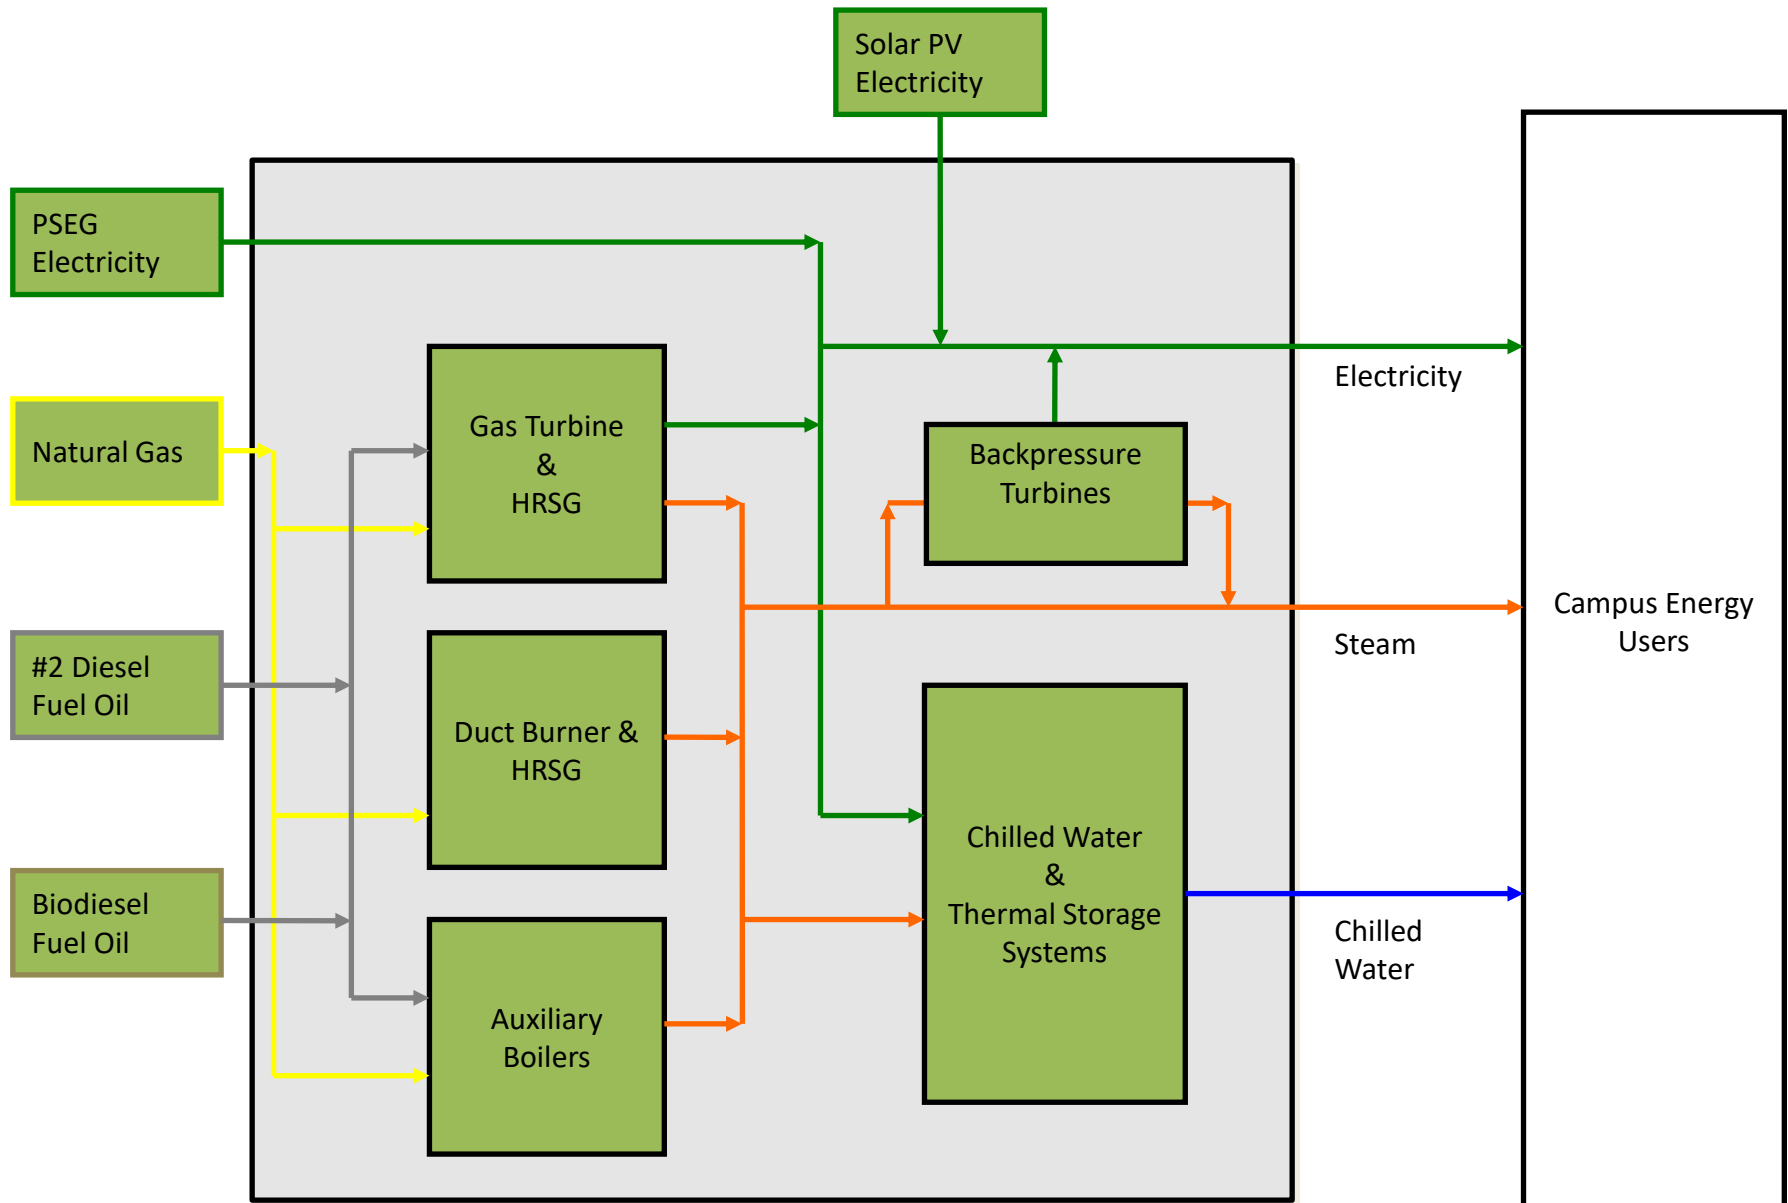 Solar PV
Electricity
PSEG
Electricity
Natural Gas
#2 Diesel
Fuel Oil
Biodiesel
Fuel Oil
Gas Turbine
&
HRSG
Duct Burner &
HRSG
Auxiliary
Boilers
Backpressure
Turbines
Chilled Water
&
Thermal Storage
Systems
Electricity
Steam
Chilled
Water
Campus Energy
Users